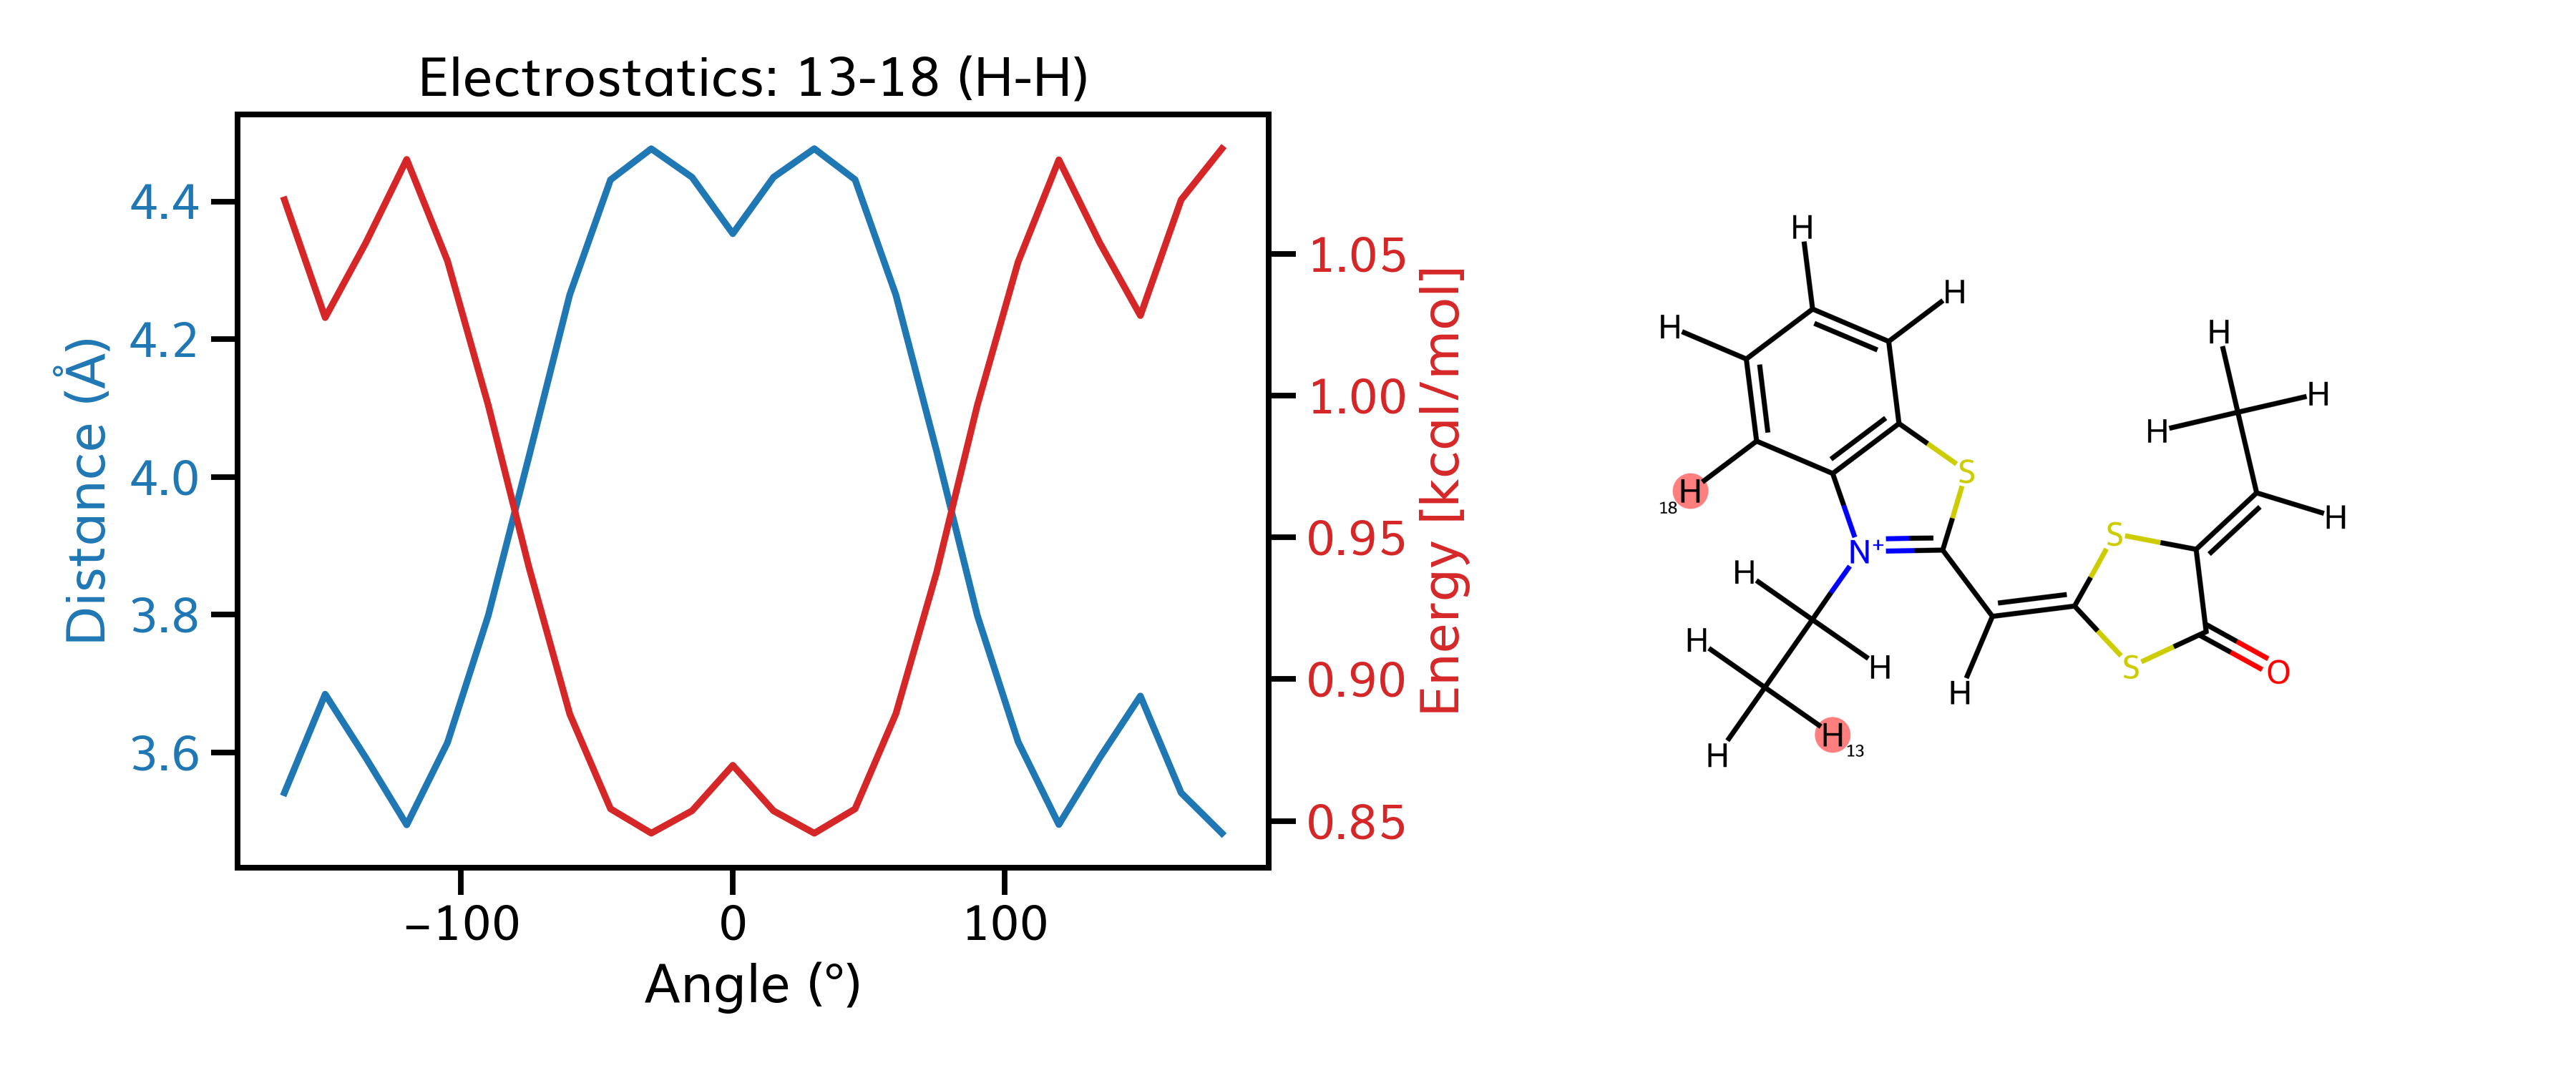 Electrostatics: 13-18 (H-H)
Distance (Å)
4.4
4.2
4.0
3.8
3.6
1.05
1.00
0.95
0.90
0.85
Energy [kcal/mol]
−100 0 100
Angle (°)
H
H
H
H
H
S
H
H
H
18
S
H
N⁺
H
H
H
S
O
H
H
13
H